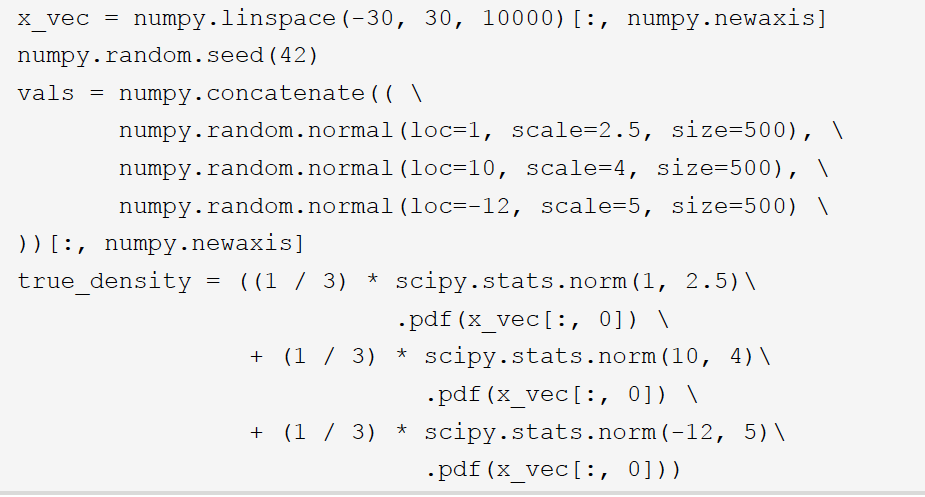 x_vec = numpy.linspace(-30, 30, 10000)[:, numpy.newaxis]
numpy.random.seed(42)
vals = numpy.concatenate(( \
       numpy.random.normal(loc=1, scale=2.5, size=500), \
       numpy.random.normal(loc=10, scale=4, size=500), \
       numpy.random.normal(loc=-12, scale=5, size=500) \
))[:, numpy.newaxis]
true_density = ((1 / 3) * scipy.stats.norm(1, 2.5)\
                          .pdf(x_vec[:, 0]) \
                + (1 / 3) * scipy.stats.norm(10, 4)\
                            .pdf(x_vec[:, 0]) \
                + (1 / 3) * scipy.stats.norm(-12, 5)\
                            .pdf(x_vec[:, 0]))